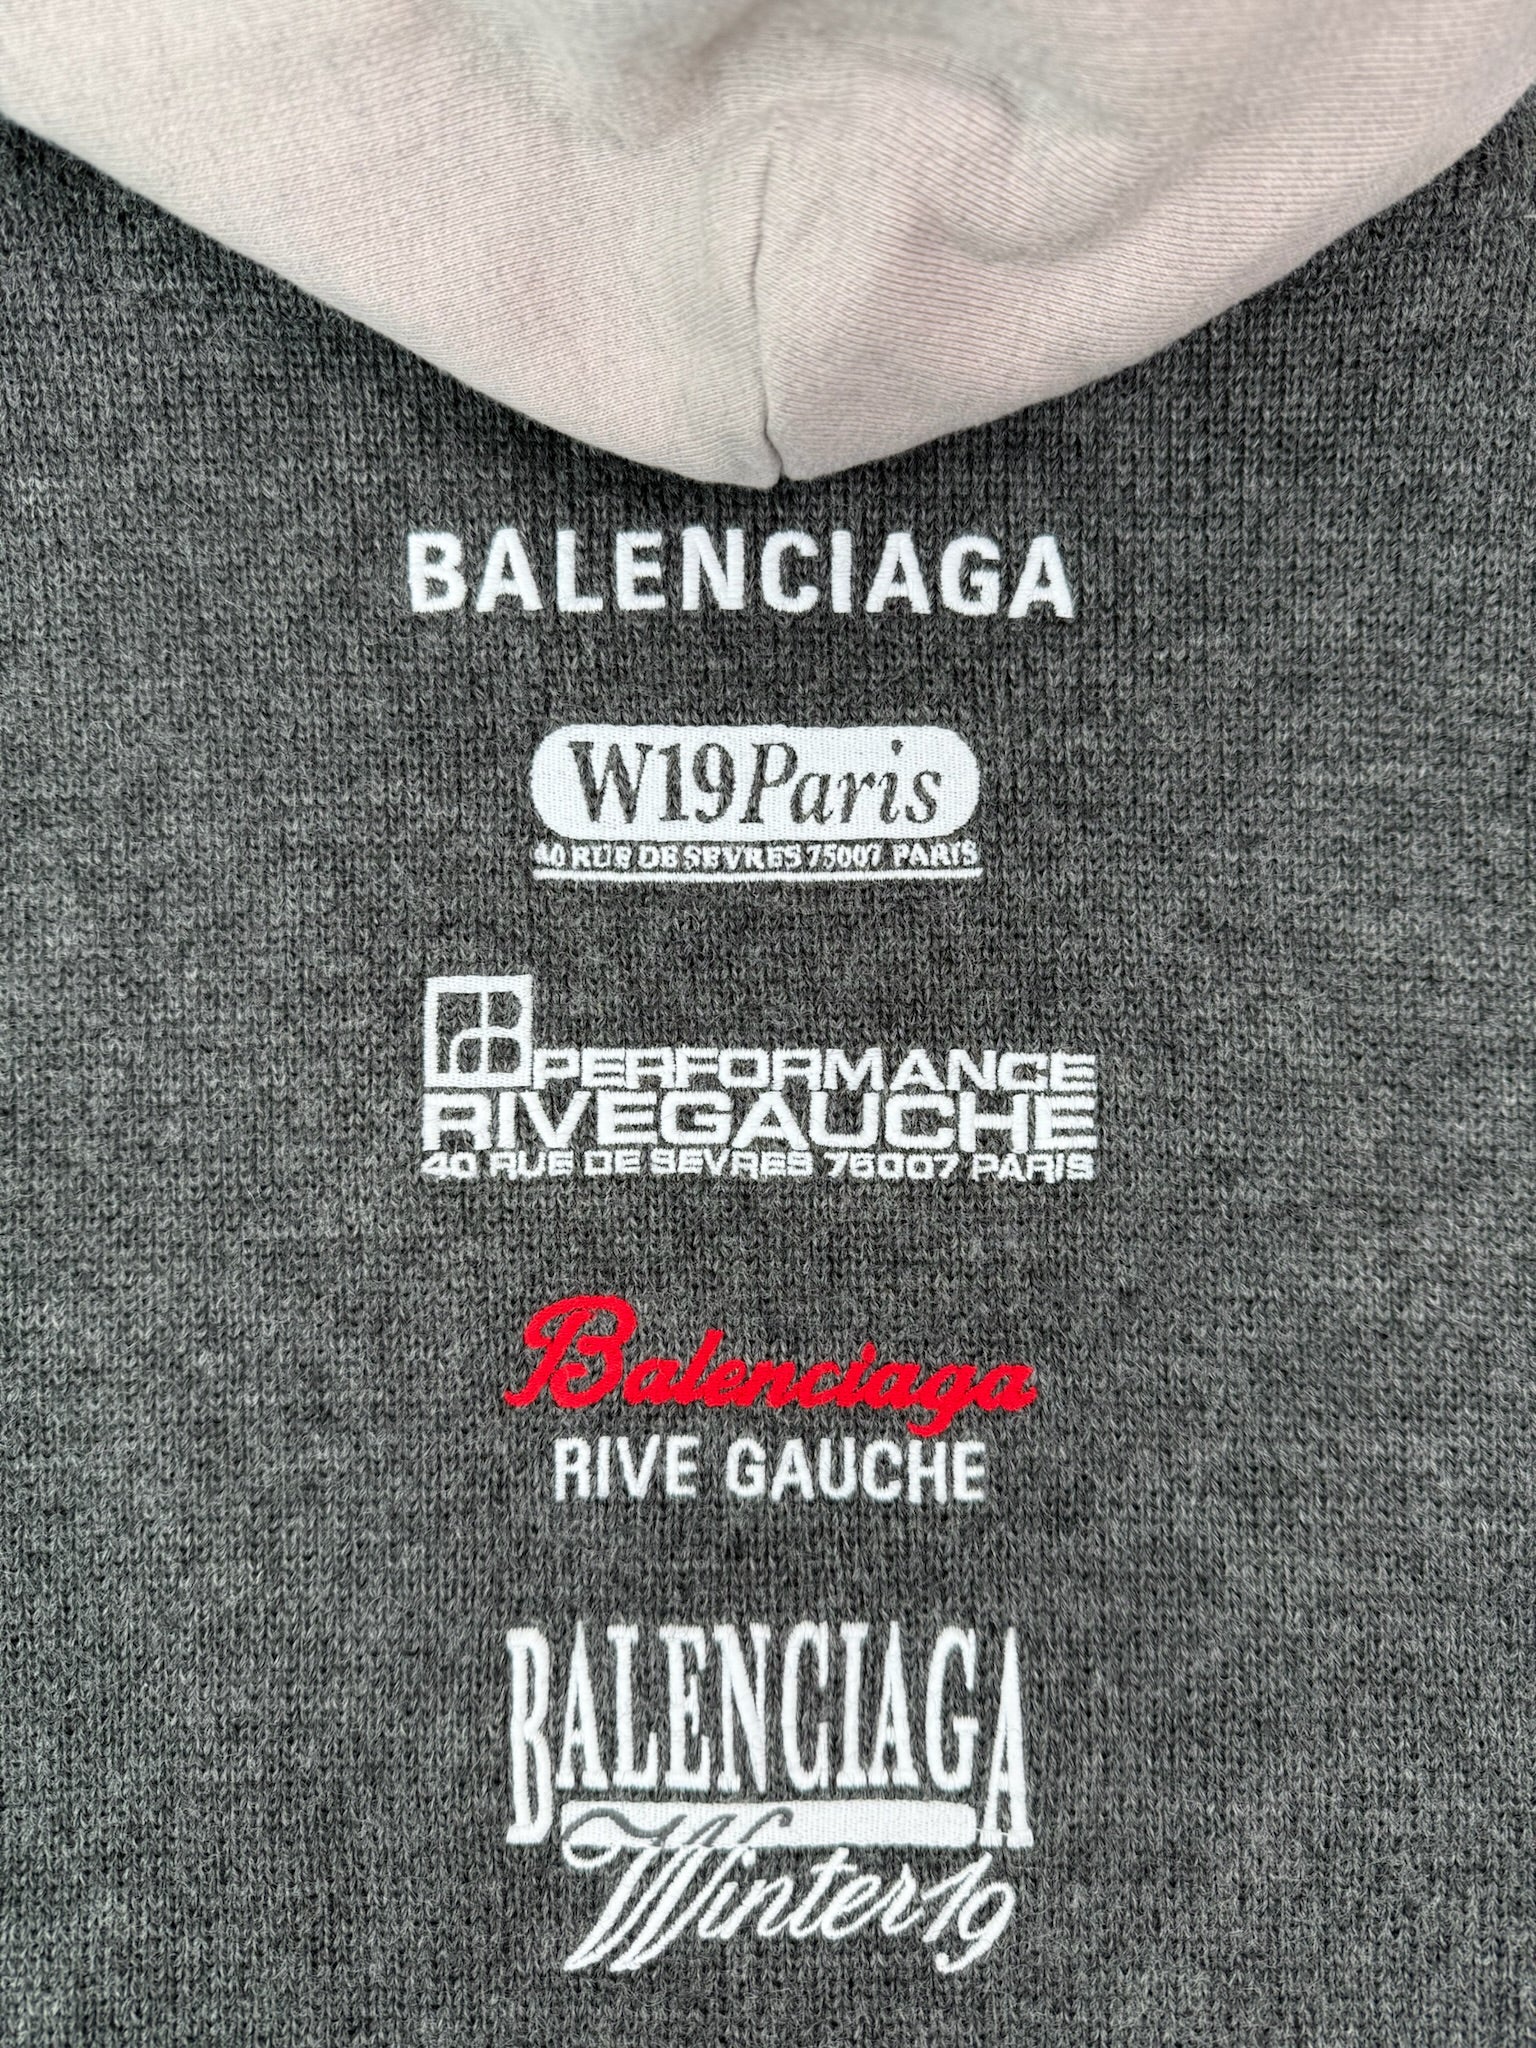 BALENCIAGA
W19Paris
40 RUE DE SEVRES 75007 PARIS
B PERFORMANCE
RIVEGAUCHE
40 RUE DE SEVRES 75007 PARIS
Balenciaga
RIVE GAUCHE
BALENCIAGA
Winter19